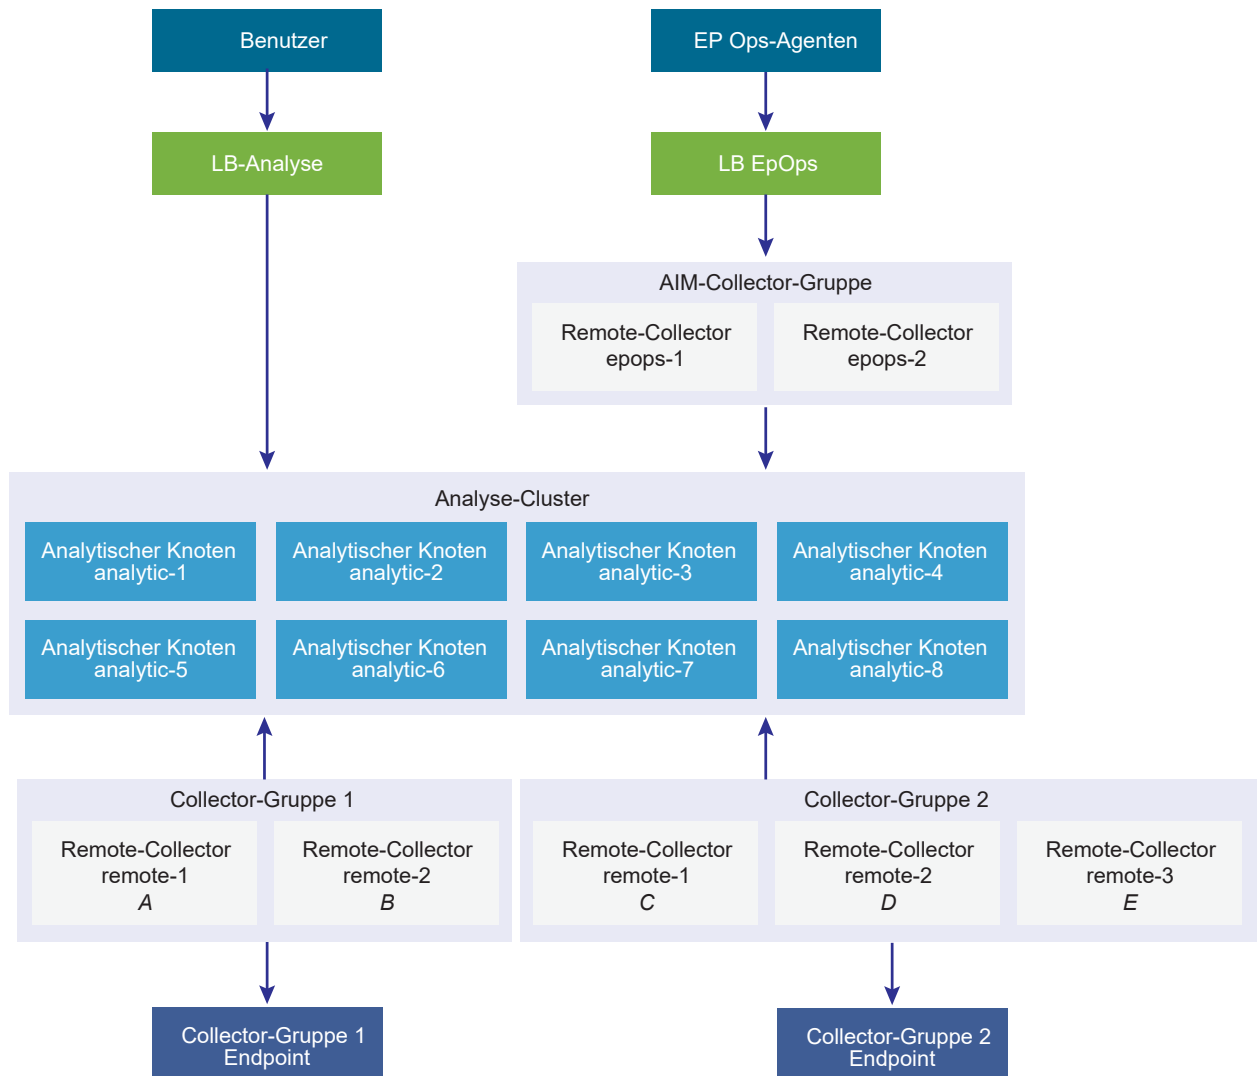 Benutzer
EP Ops-Agenten
LB-Analyse
LB EpOps
AIM-Collector-Gruppe
Remote-Collector
epops-1
Remote-Collector
epops-2
Analyse-Cluster
Analytischer Knoten
analytic-1
Analytischer Knoten
analytic-2
Analytischer Knoten
analytic-3
Analytischer Knoten
analytic-4
Analytischer Knoten
analytic-5
Analytischer Knoten
analytic-6
Analytischer Knoten
analytic-7
Analytischer Knoten
analytic-8
Collector-Gruppe 1
Remote-Collector
remote-1
A
Remote-Collector
remote-2
B
Collector-Gruppe 2
Remote-Collector
remote-1
C
Remote-Collector
remote-2
D
Remote-Collector
remote-3
E
Collector-Gruppe 1
Endpoint
Collector-Gruppe 2
Endpoint